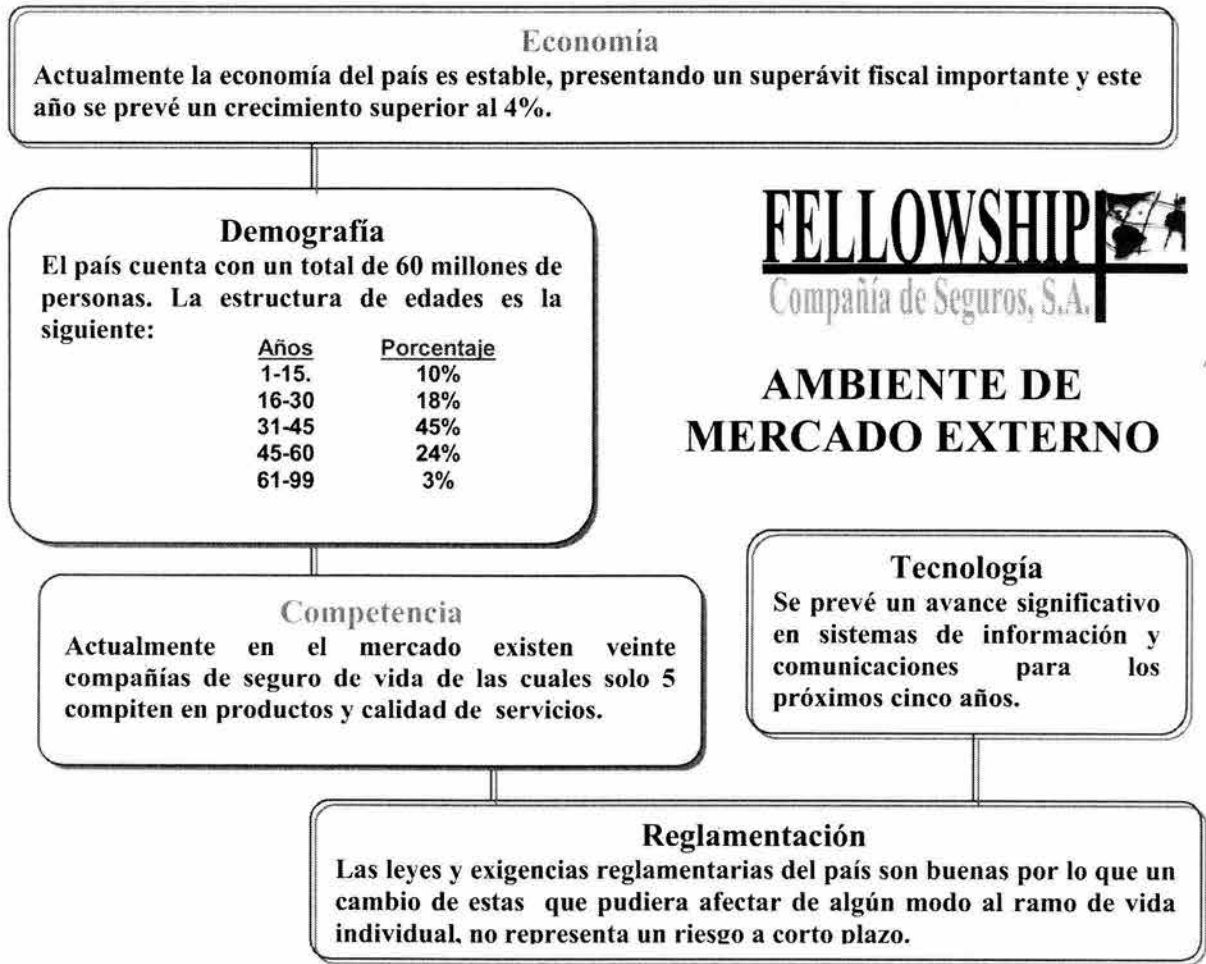 Economía
Actualmente la economía del país es estable, presentando un superávit fiscal importante y este
año se prevé un crecimiento superior al 4%.
Demografía
El país cuenta con un total de 60 millones de
personas. La estructura de edades es la
siguiente:
Años Porcentaje
1-15. 10%
16-30 18%
31-45 45%
45-60 24%
61-99 3%
FELLOWSHIP
Compañía de Seguros, S.A.
AMBIENTE DE
MERCADO EXTERNO
Competencia
Actualmente en el mercado existen veinte
compañías de seguro de vida de las cuales solo 5
compiten en productos y calidad de servicios.
Tecnología
Se prevé un avance significativo
en sistemas de información y
comunicaciones para los
próximos cinco años.
Reglamentación
Las leyes y exigencias reglamentarias del país son buenas por lo que un
cambio de estas que pudiera afectar de algún modo al ramo de vida
individual, no representa un riesgo a corto plazo.